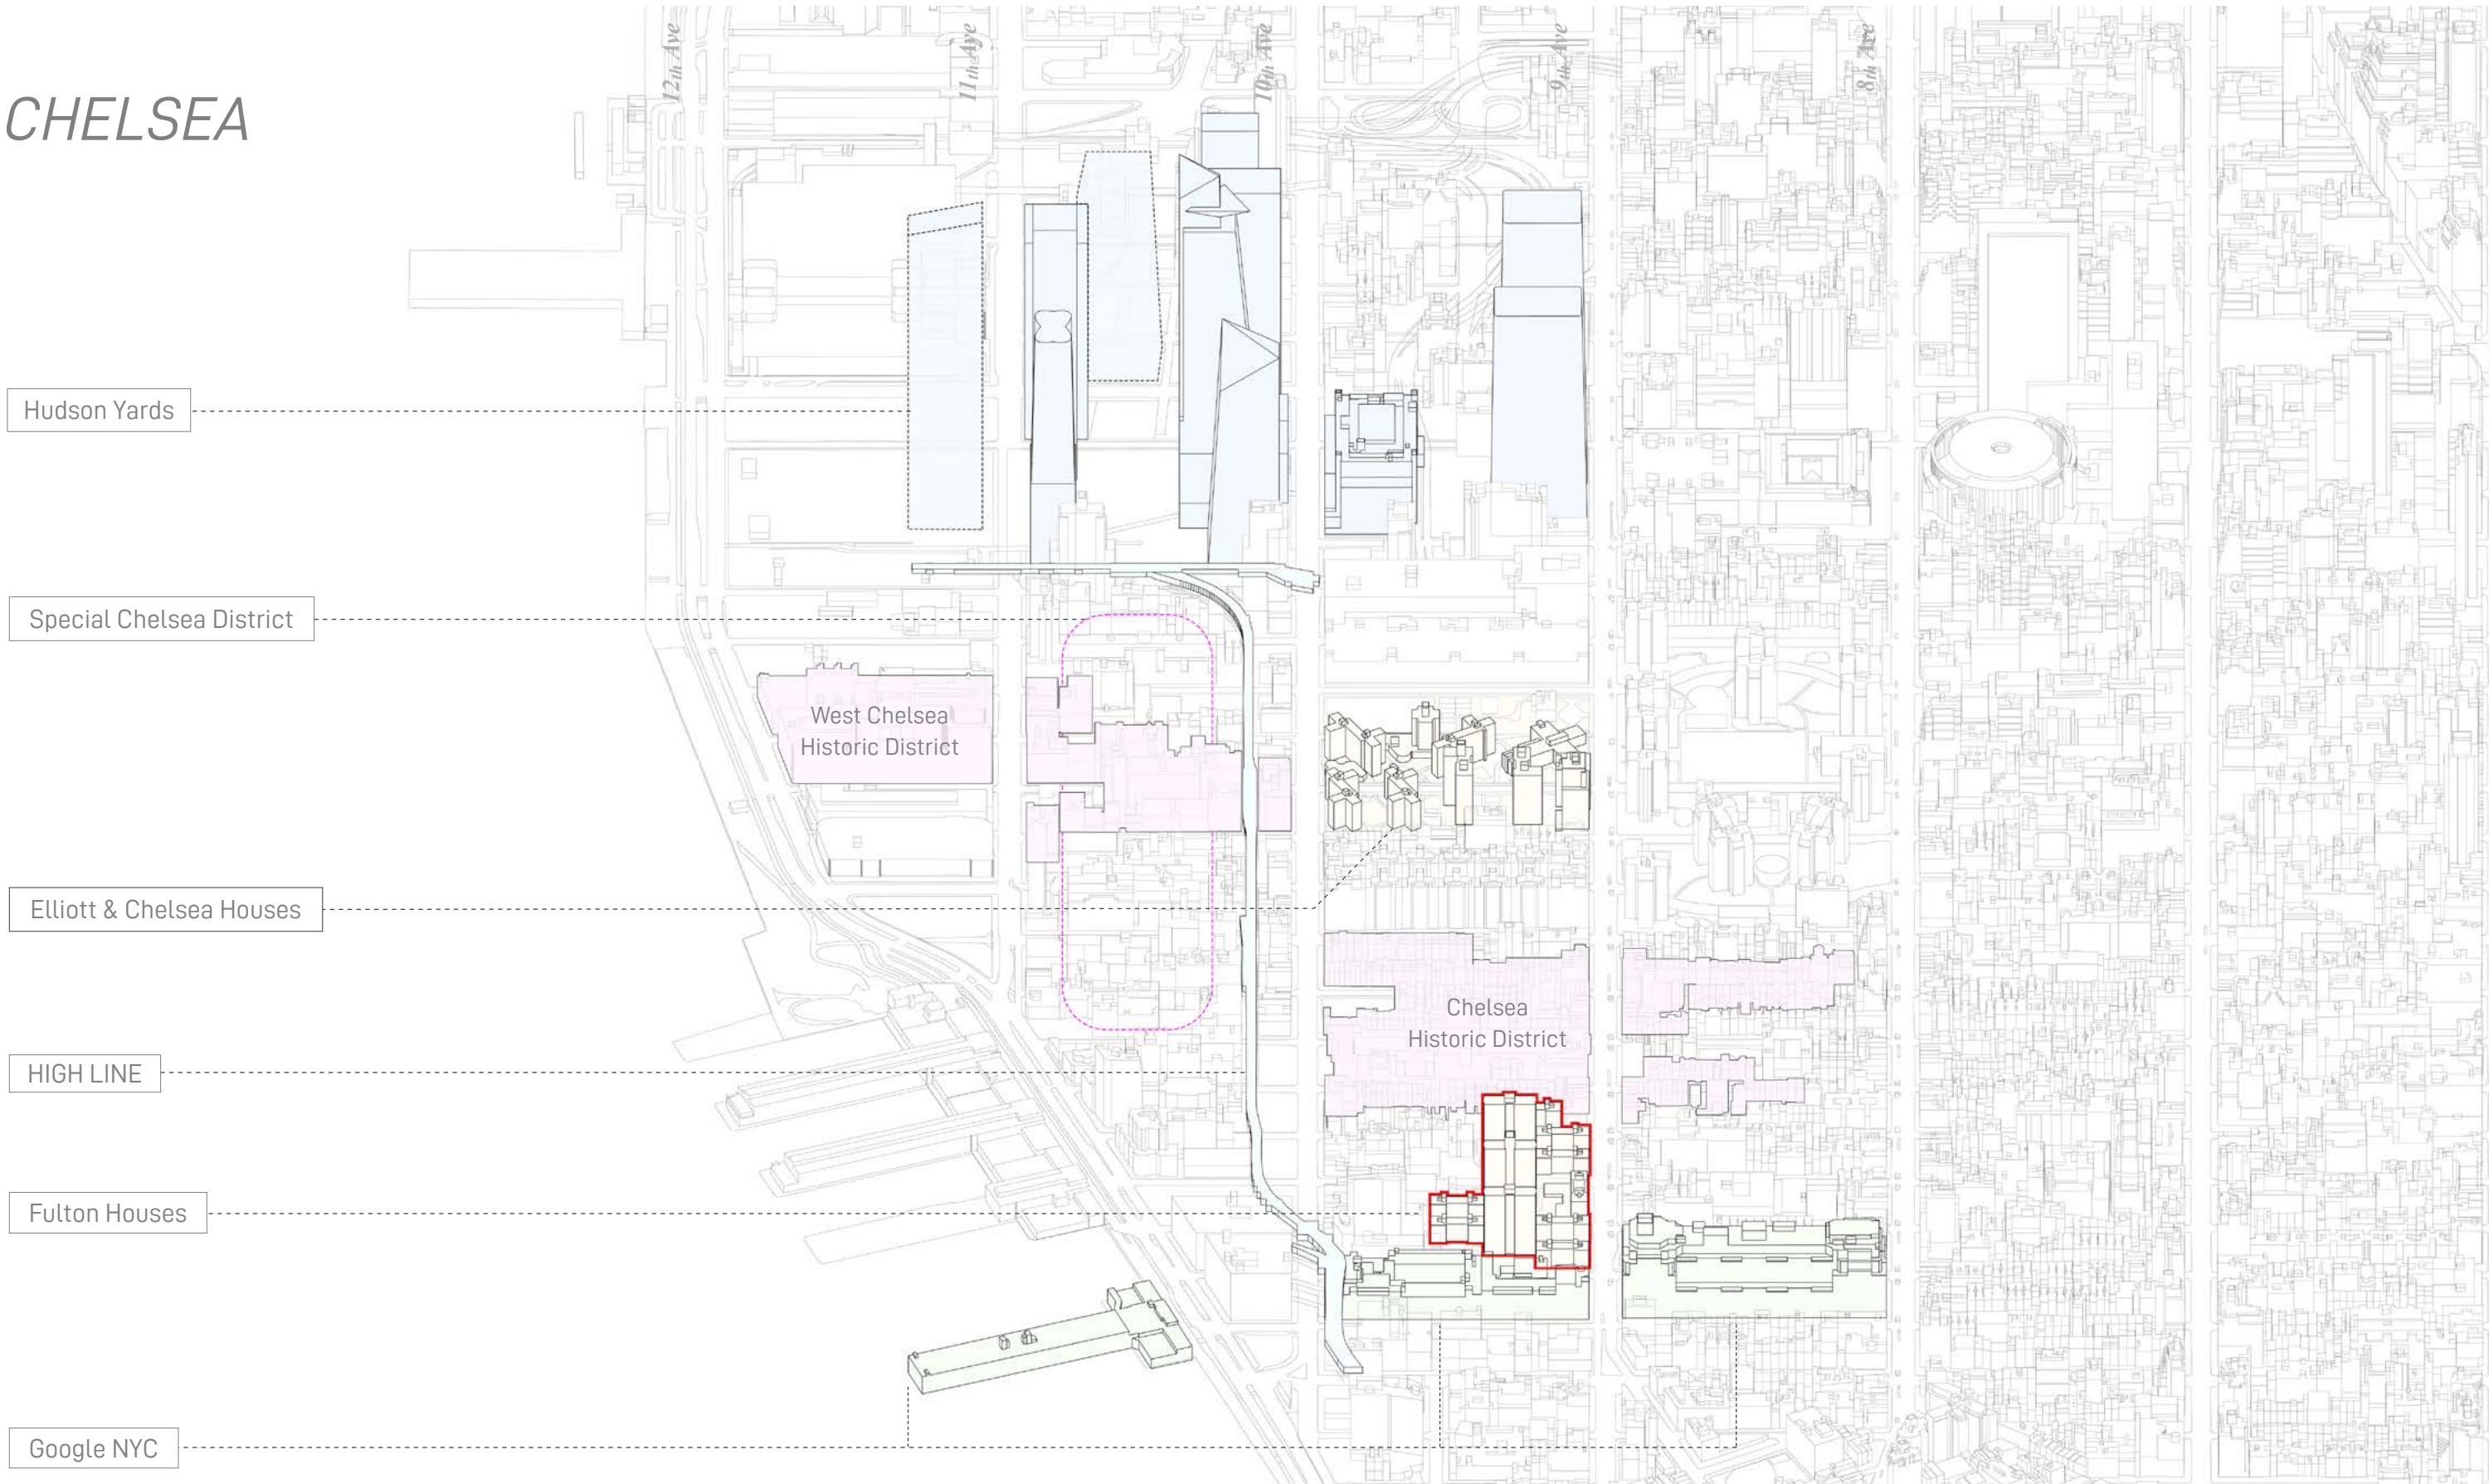 12th Ave
11th Ave
10th Ave
9th Ave
8th Ave
CHELSEA
Hudson Yards
Special Chelsea District
West Chelsea
Historic District
Elliott & Chelsea Houses
Chelsea
Historic District
HIGH LINE
Fulton Houses
Google NYC